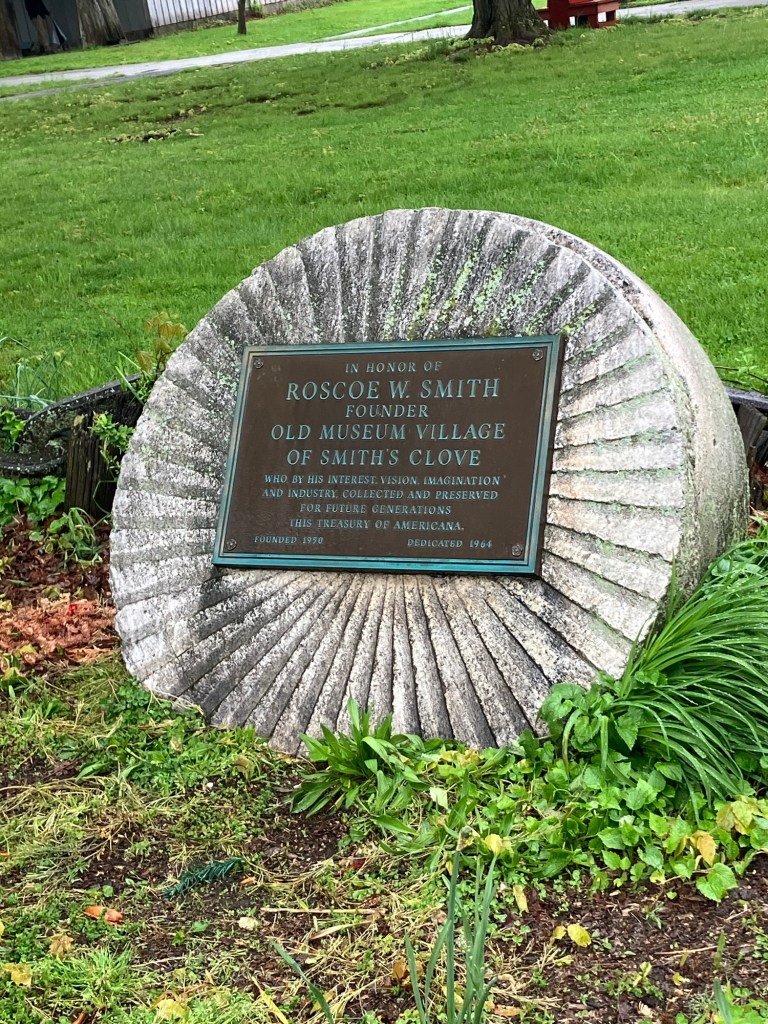 IN HONOR OF
ROSCOE W. SMITH
FOUNDER
OLD MUSEUM VILLAGE
OF SMITH'S CLOVE
WHO, BY HIS INTEREST, VISION, IMAGINATION
AND INDUSTRY, COLLECTED AND PRESERVED
FOR FUTURE GENERATIONS
THIS TREASURY OF AMERICANA.
FOUNDED 1950 DEDICATED 1964